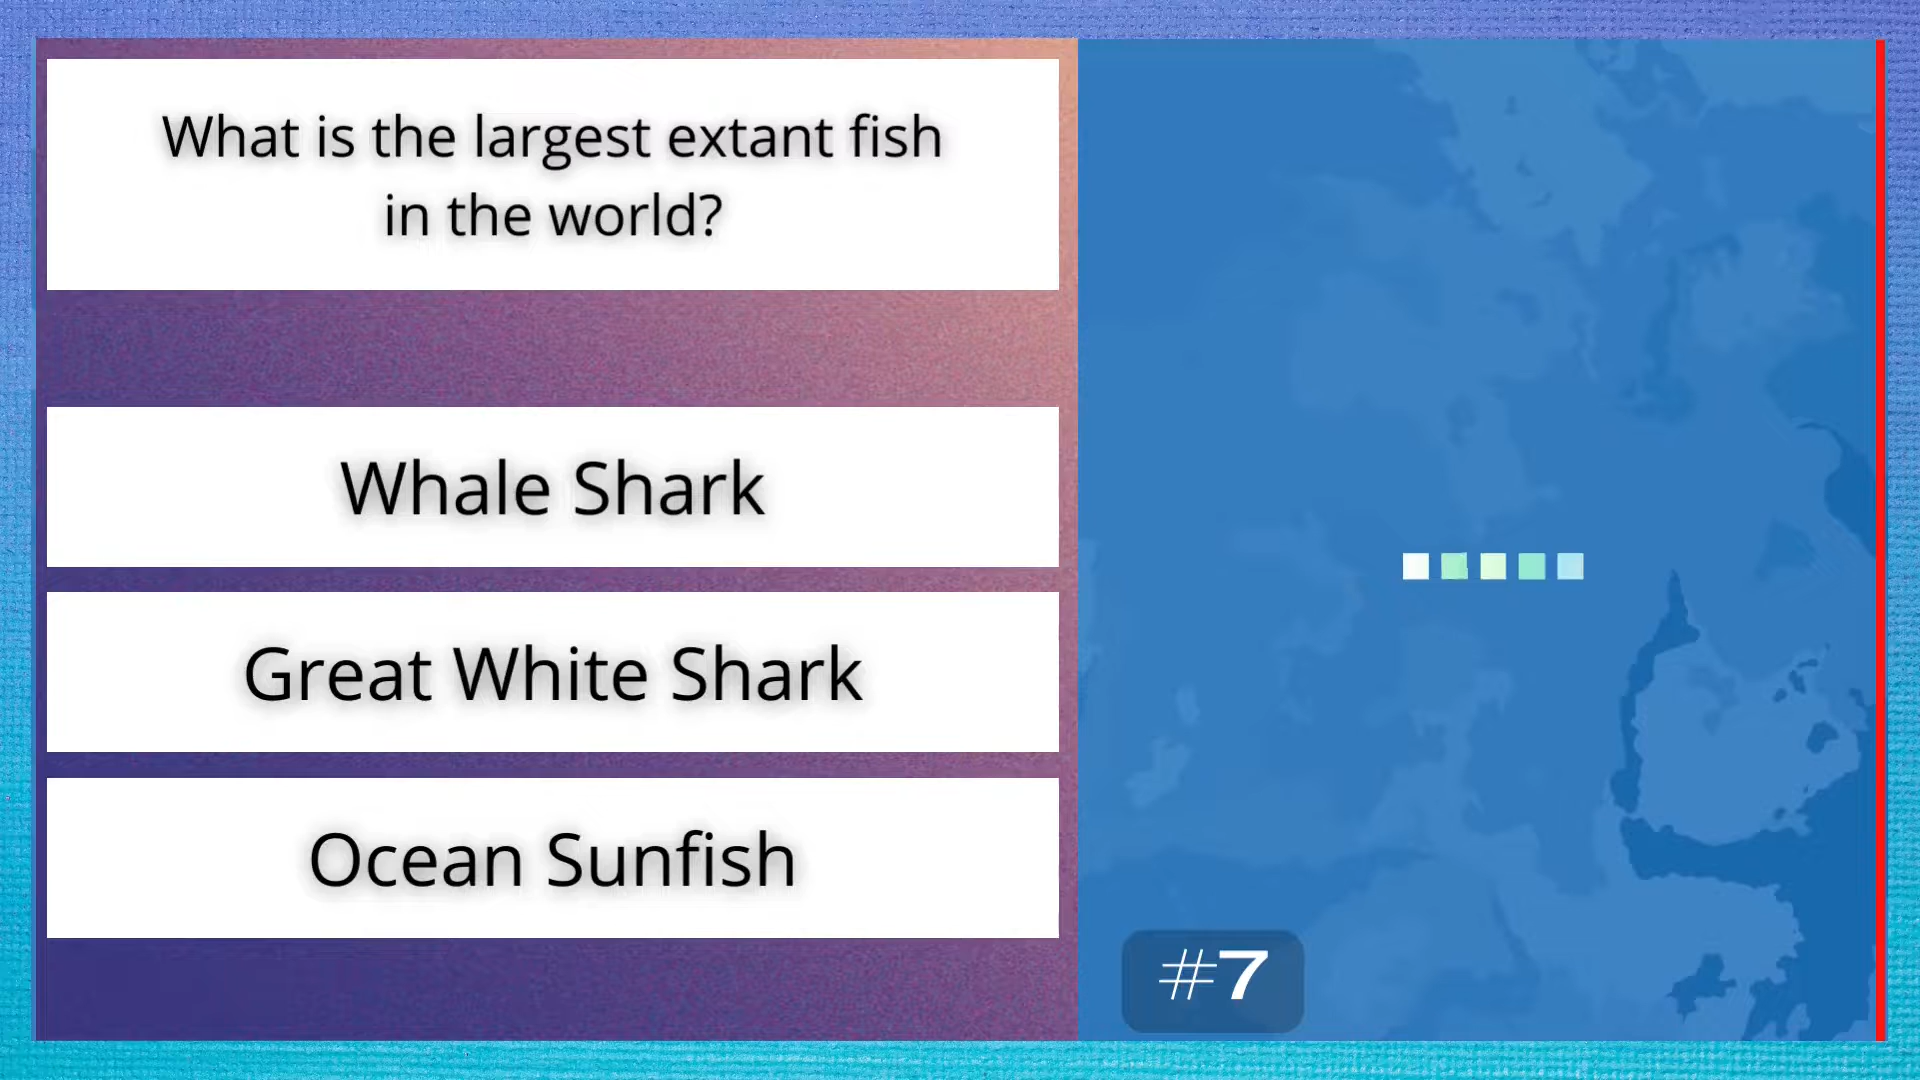 What is the largest extant fish
in the world?
Whale Shark
Great White Shark
Ocean Sunfish
#7